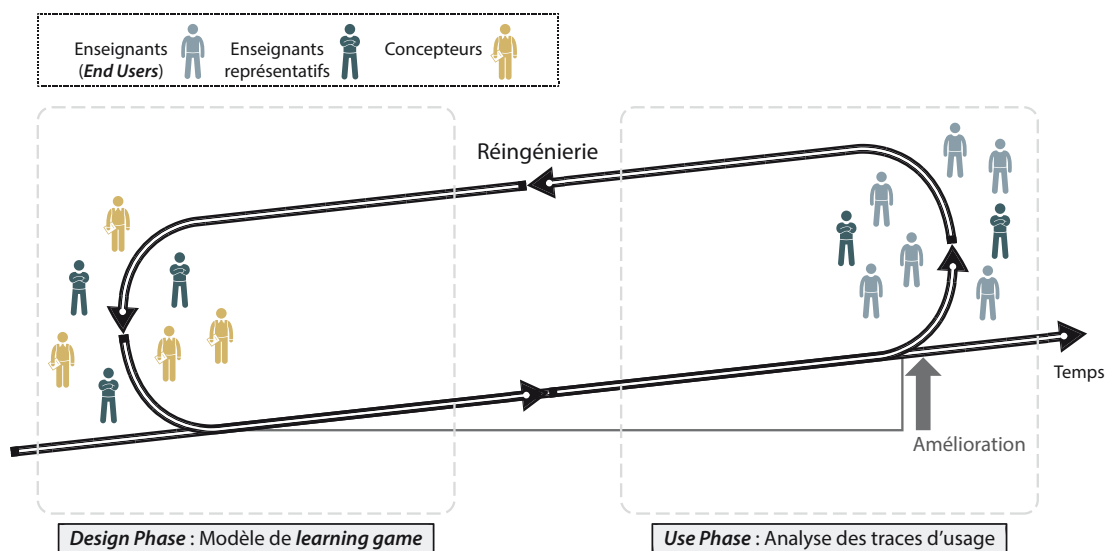 Enseignants
(End Users)
Enseignants
représentatifs
Concepteurs
Réingénierie
Temps
Amélioration
Design Phase : Modèle de learning game
Use Phase : Analyse des traces d'usage